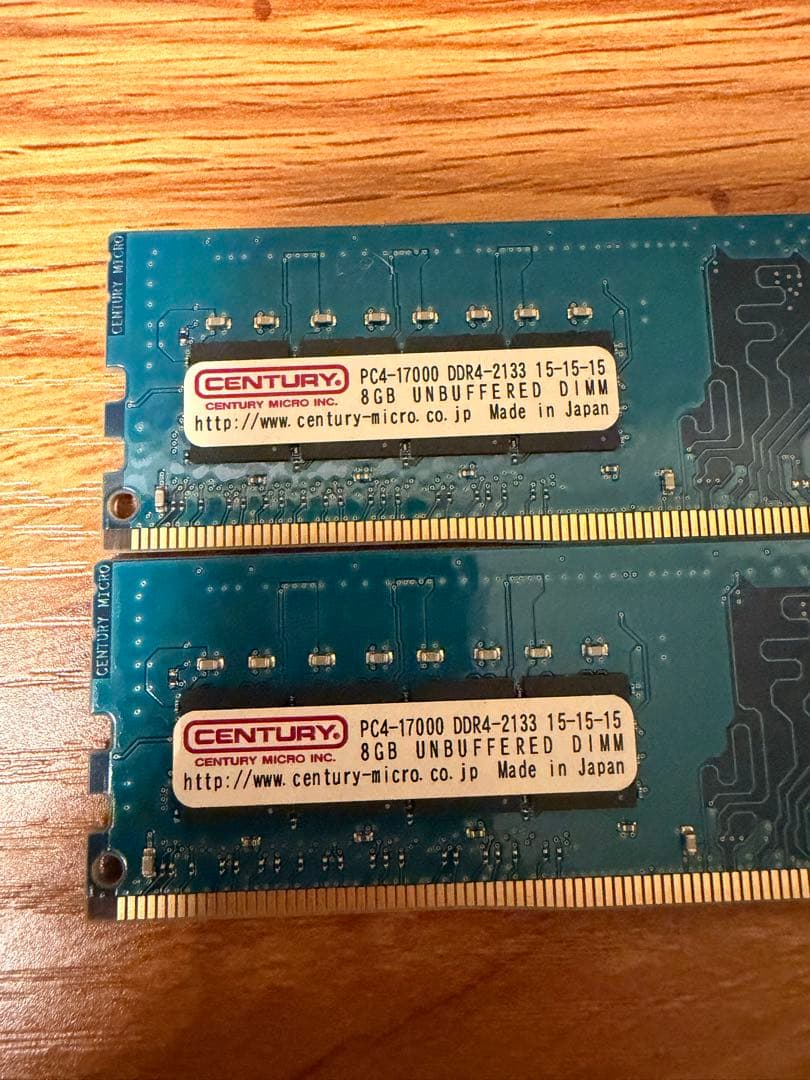 CENTURY MICRO
CENTURY.
CENTURY MICRO INC.
PC4-17000 DDR4-2133 15-15-15
8GB UNBUFFERED DIMM
http://www.century-micro.co.jp Made in Japan
CENTURY MICRO
CENTURY.
CENTURY MICRO INC.
PC4-17000 DDR4-2133 15-15-15
8GB UNBUFFERED DIMM
http://www.century-micro.co.jp Made in Japan